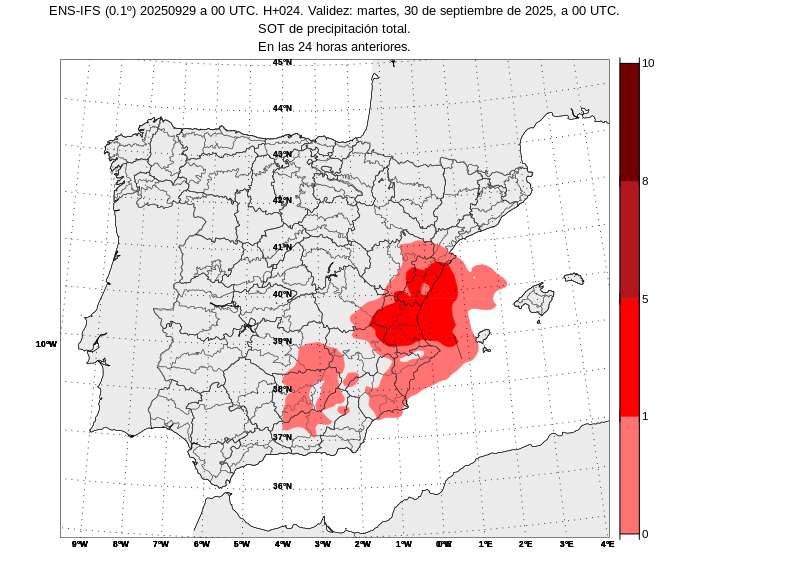 ENS-IFS (0.1º) 20250929 a 00 UTC. H+024. Validez: martes, 30 de septiembre de 2025, a 00 UTC.
SOT de precipitación total.
En las 24 horas anteriores.
45°N
44°N
43°N
42°N
41°N
40°N
39°N
38°N
37°N
36°N
10°W
9°W 8°W 7°W 6°W 5°W 4°W 3°W 2°W 1°W 1°E 2°E 3°E 4°E
10
8
5
1
0